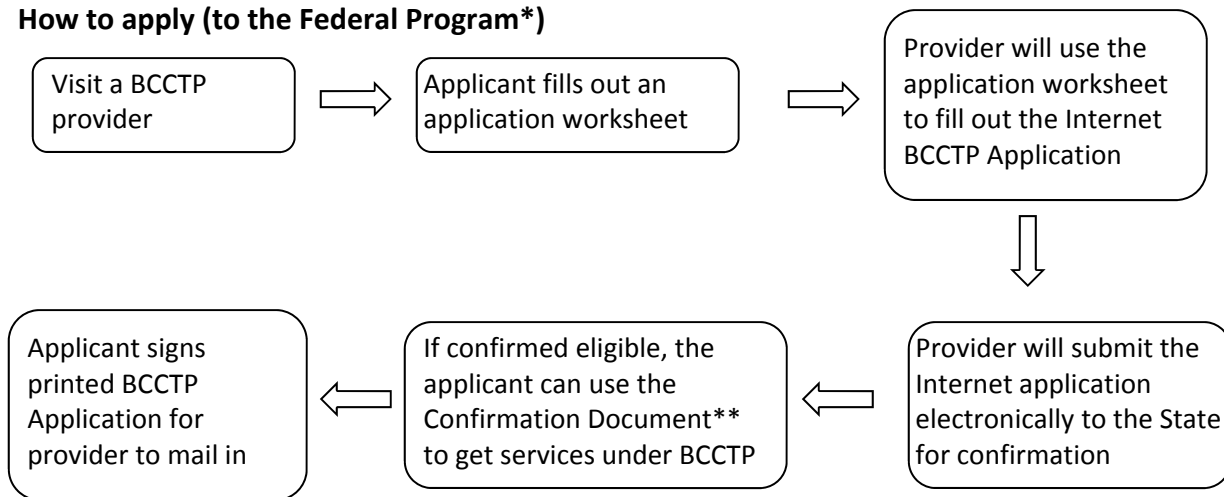 How to apply (to the Federal Program*)
Visit a BCCTP
provider
Applicant fills out an
application worksheet
Provider will use the
application worksheet
to fill out the Internet
BCCTP Application
Provider will submit the
Internet application
electronically to the State
for confirmation
If confirmed eligible, the
applicant can use the
Confirmation Document**
to get services under BCCTP
Applicant signs
printed BCCTP
Application for
provider to mail in